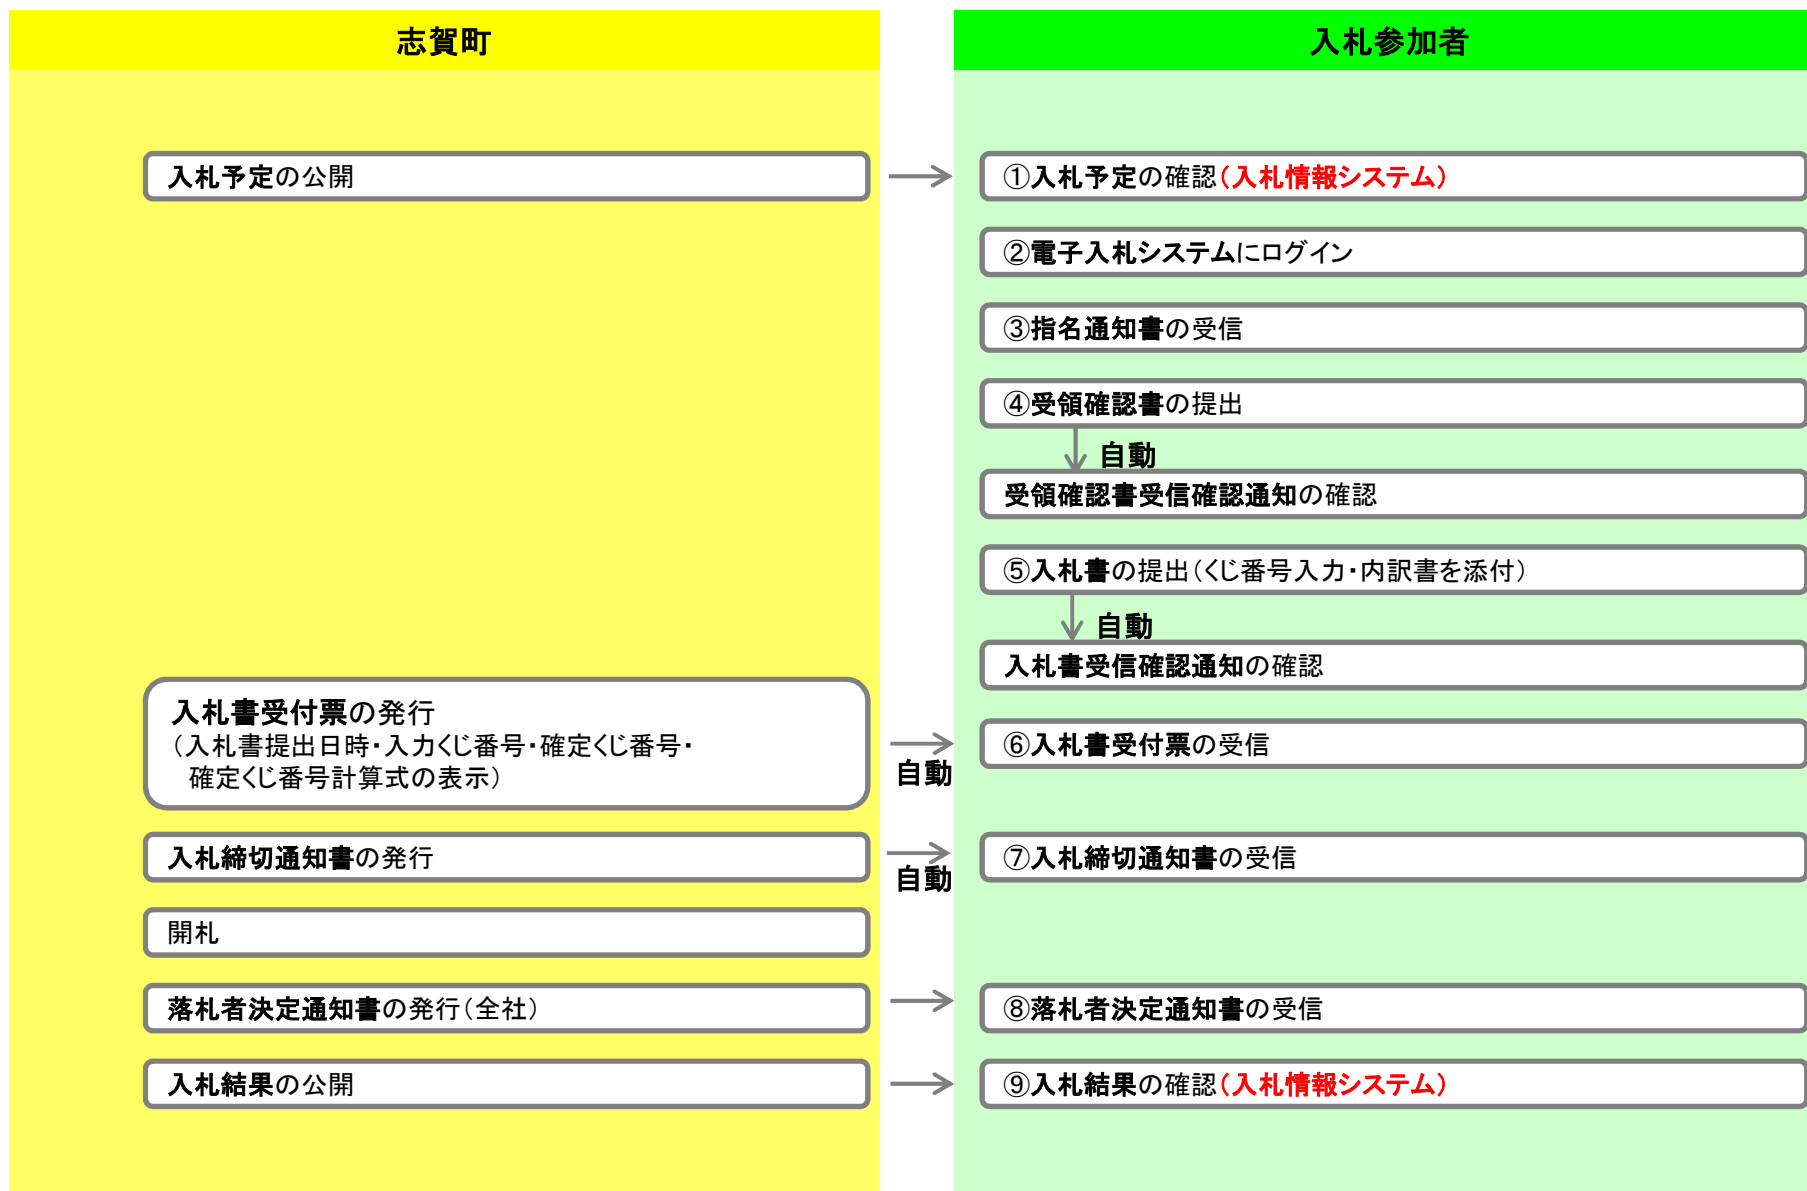 志賀町
入札参加者
入札予定の公開
①入札予定の確認（入札情報システム）
②電子入札システムにログイン
③指名通知書の受信
④受領確認書の提出
自動
受領確認書受信確認通知の確認
⑤入札書の提出（くじ番号入力・内訳書を添付）
自動
入札書受信確認通知の確認
入札書受付票の発行
（入札書提出日時・入力くじ番号・確定くじ番号・
確定くじ番号計算式の表示）
自動
⑥入札書受付票の受信
入札締切通知書の発行
自動
⑦入札締切通知書の受信
開札
落札者決定通知書の発行（全社）
⑧落札者決定通知書の受信
入札結果の公開
⑨入札結果の確認（入札情報システム）